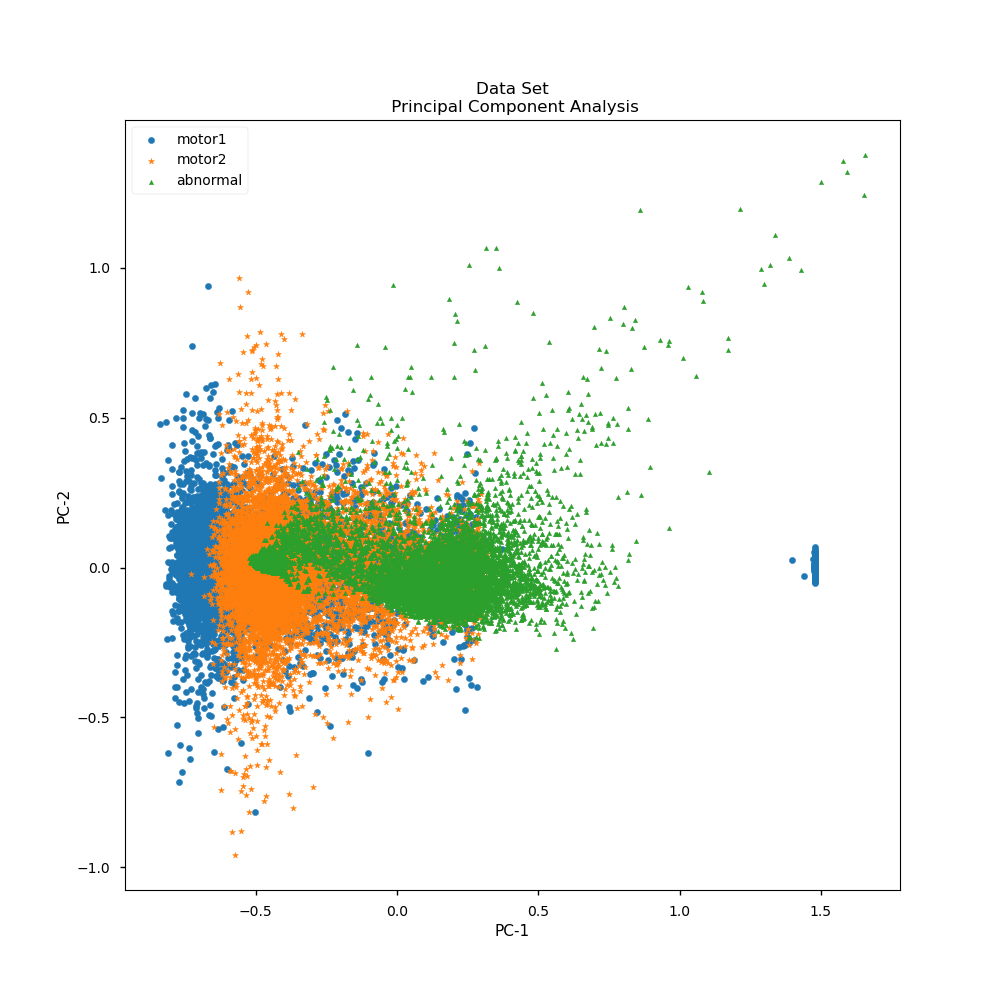 Data Set
Principal Component Analysis
motor1
motor2
abnormal
1.0
0.5
0.0
−0.5
−1.0
PC-2
−0.5
0.0
0.5
1.0
1.5
PC-1